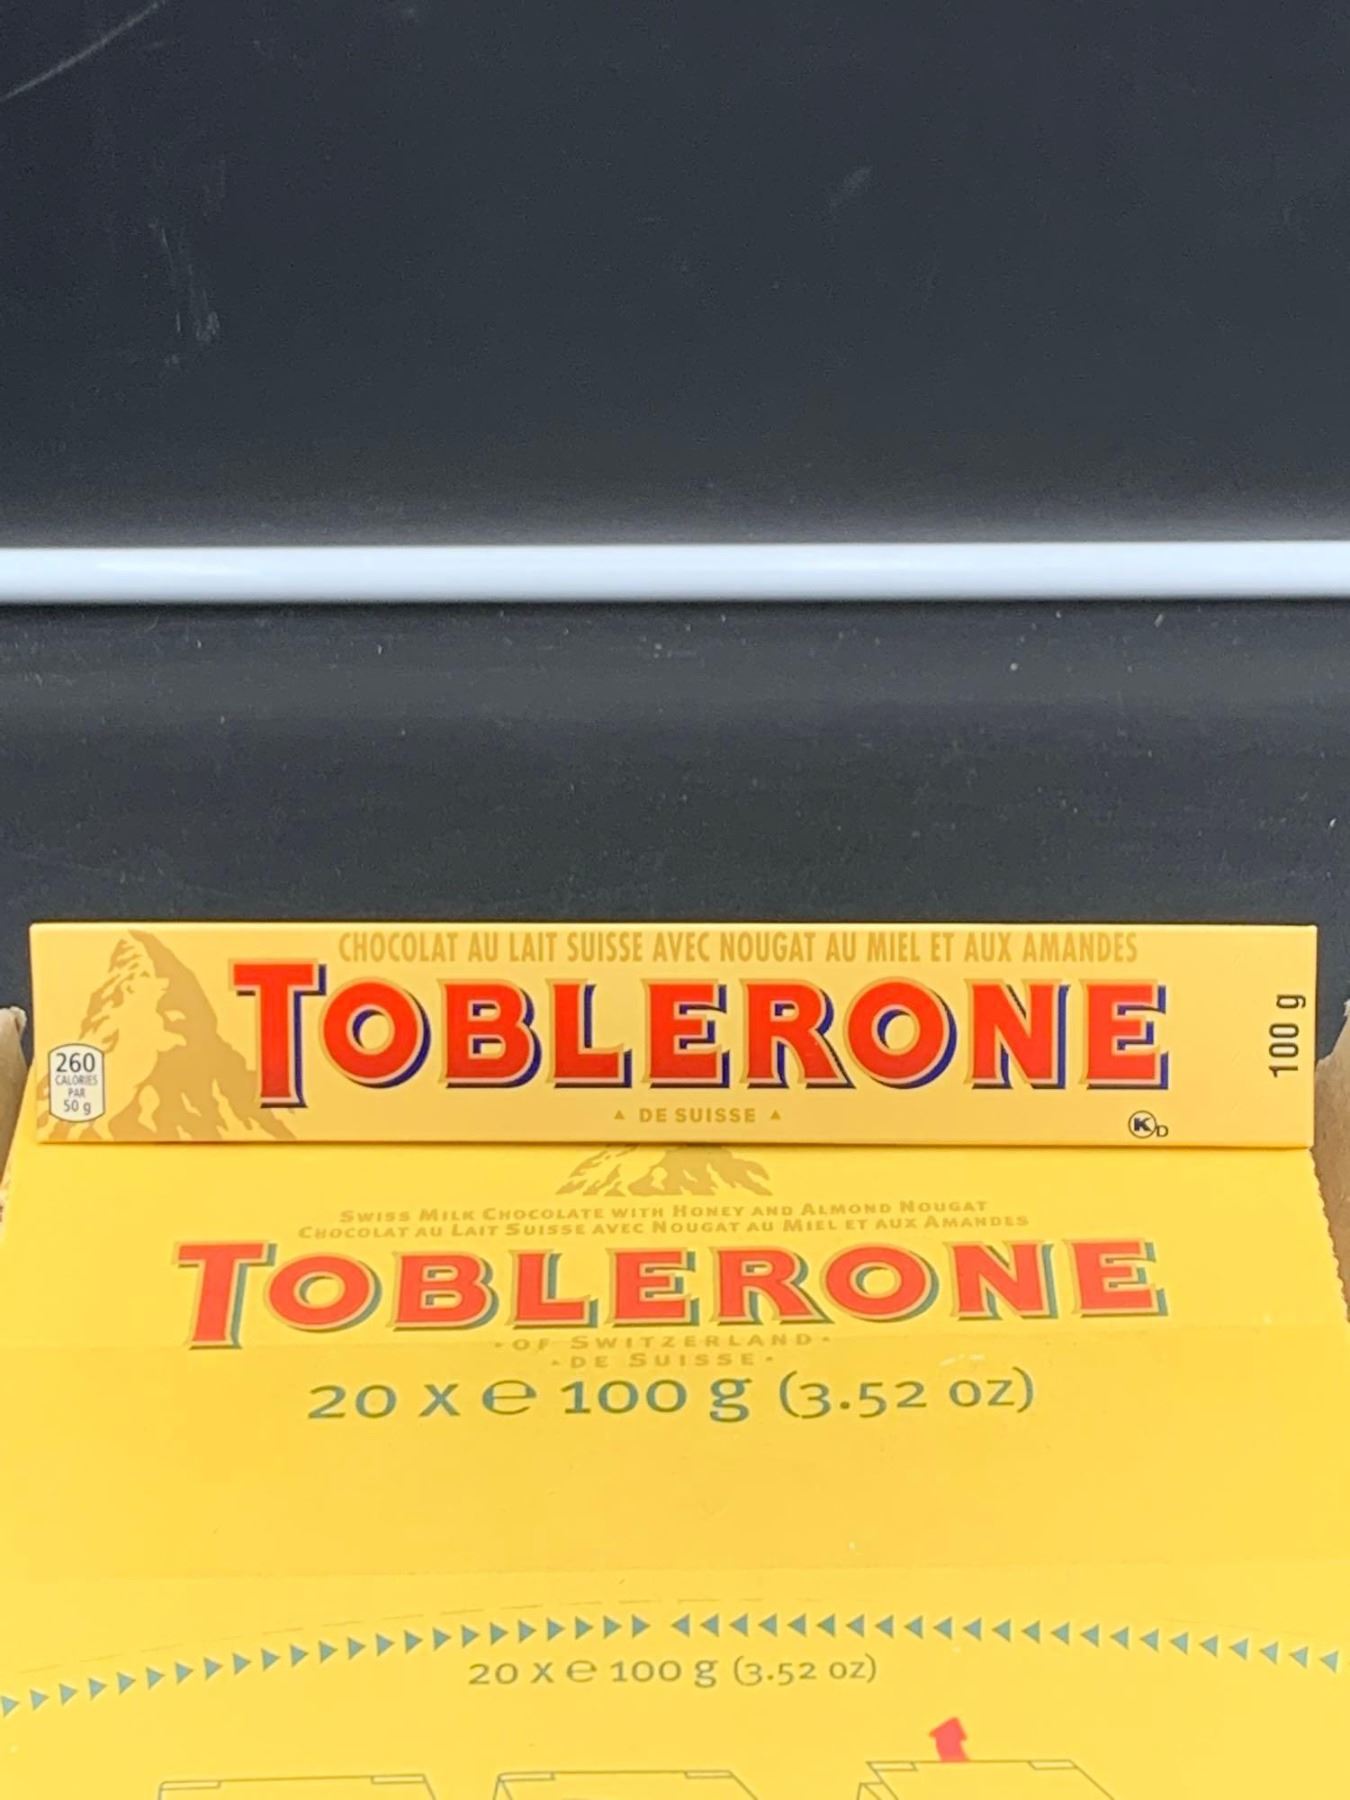 CHOCOLAT AU LAIT SUISSE AVEC NOUGAT AU MIEL ET AUX AMANDES
TOBLERONE
DE SUISSE
260
CALORIES
PAR
50 g
100 g
K D
SWISS MILK CHOCOLATE WITH HONEY AND ALMOND NOUGAT
CHOCOLAT AU LAIT SUISSE AVEC NOUGAT AU MIEL ET AUX AMANDES
TOBLERONE
• OF SWITZERLAND •
• DE SUISSE •
20 X e 100 g (3.52 oz)
20 X e 100 g (3.52 oz)